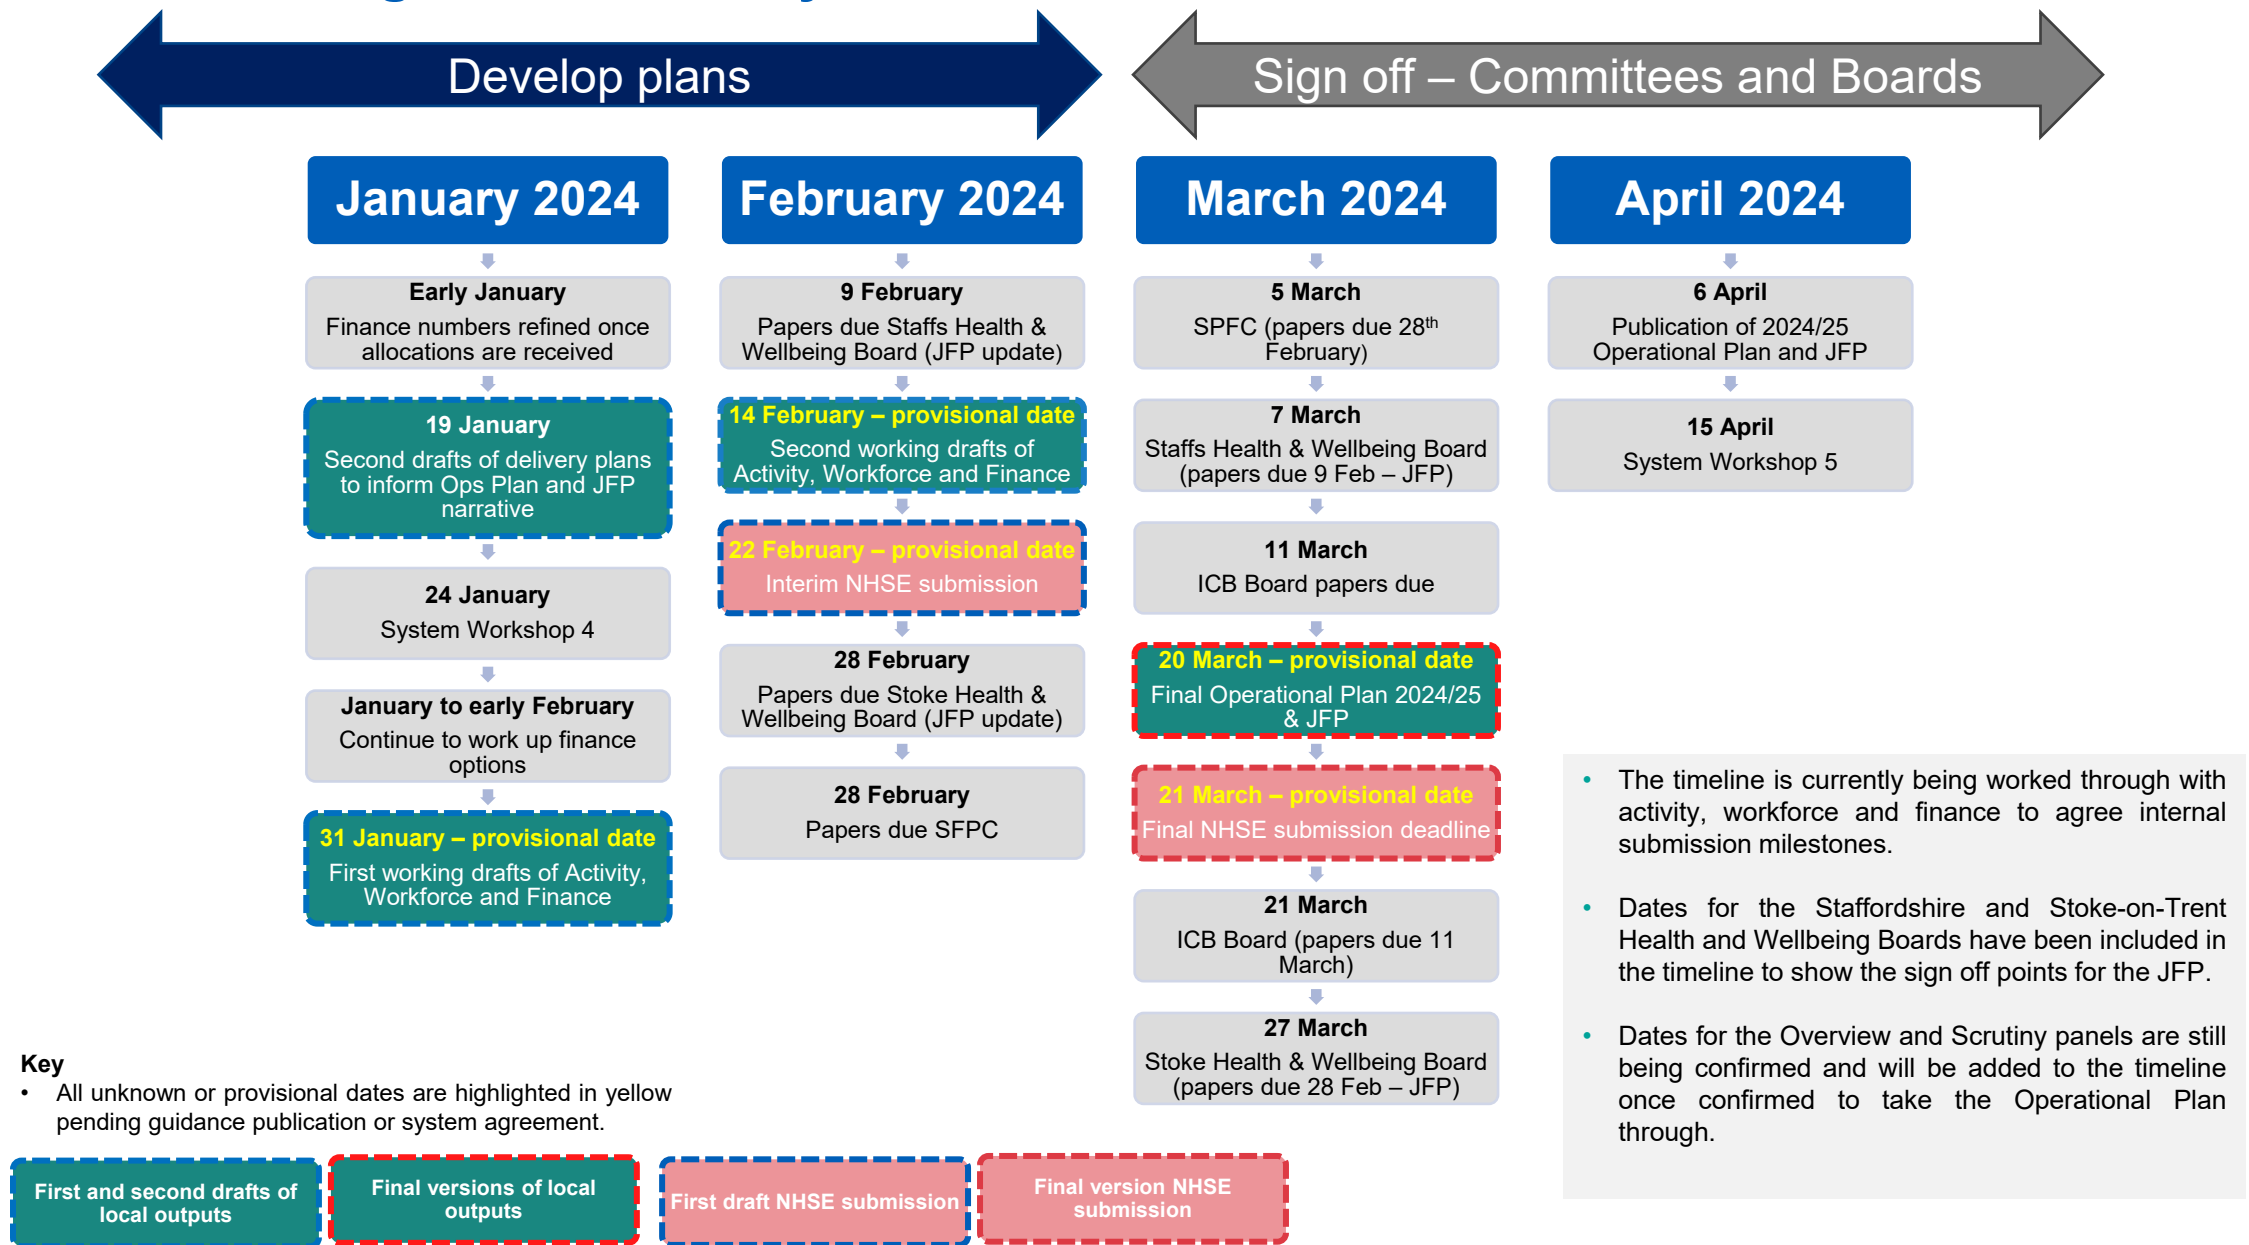 Develop plans
Sign off – Committees and Boards
January 2024
Early January
Finance numbers refined once
allocations are received
19 January
Second drafts of delivery plans
to inform Ops Plan and JFP
narrative
24 January
System Workshop 4
January to early February
Continue to work up finance
options
31 January – provisional date
First working drafts of Activity,
Workforce and Finance
February 2024
9 February
Papers due Staffs Health &
Wellbeing Board (JFP update)
14 February – provisional date
Second working drafts of
Activity, Workforce and Finance
22 February – provisional date
Interim NHSE submission
28 February
Papers due Stoke Health &
Wellbeing Board (JFP update)
28 February
Papers due SFPC
March 2024
5 March
SPFC (papers due 28th
February)
7 March
Staffs Health & Wellbeing Board
(papers due 9 Feb – JFP)
11 March
ICB Board papers due
20 March – provisional date
Final Operational Plan 2024/25
& JFP
21 March – provisional date
Final NHSE submission deadline
21 March
ICB Board (papers due 11
March)
27 March
Stoke Health & Wellbeing Board
(papers due 28 Feb – JFP)
April 2024
6 April
Publication of 2024/25
Operational Plan and JFP
15 April
System Workshop 5
• The timeline is currently being worked through with
activity, workforce and finance to agree internal
submission milestones.
• Dates for the Staffordshire and Stoke-on-Trent
Health and Wellbeing Boards have been included in
the timeline to show the sign off points for the JFP.
• Dates for the Overview and Scrutiny panels are still
being confirmed and will be added to the timeline
once confirmed to take the Operational Plan
through.
Key
• All unknown or provisional dates are highlighted in yellow
pending guidance publication or system agreement.
First and second drafts of
local outputs
Final versions of local
outputs
First draft NHSE submission
Final version NHSE
submission